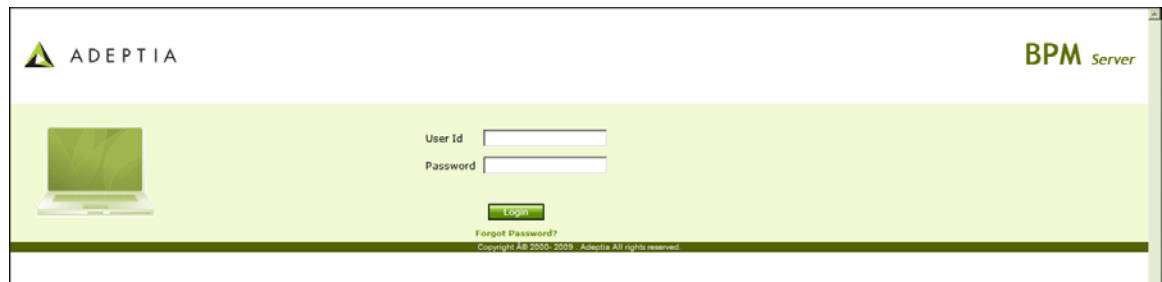 ADEPTIA
BPM Server
User Id
Password
Login
Forgot Password?
Copyright Â® 2000- 2009 . Adeptia All rights reserved.